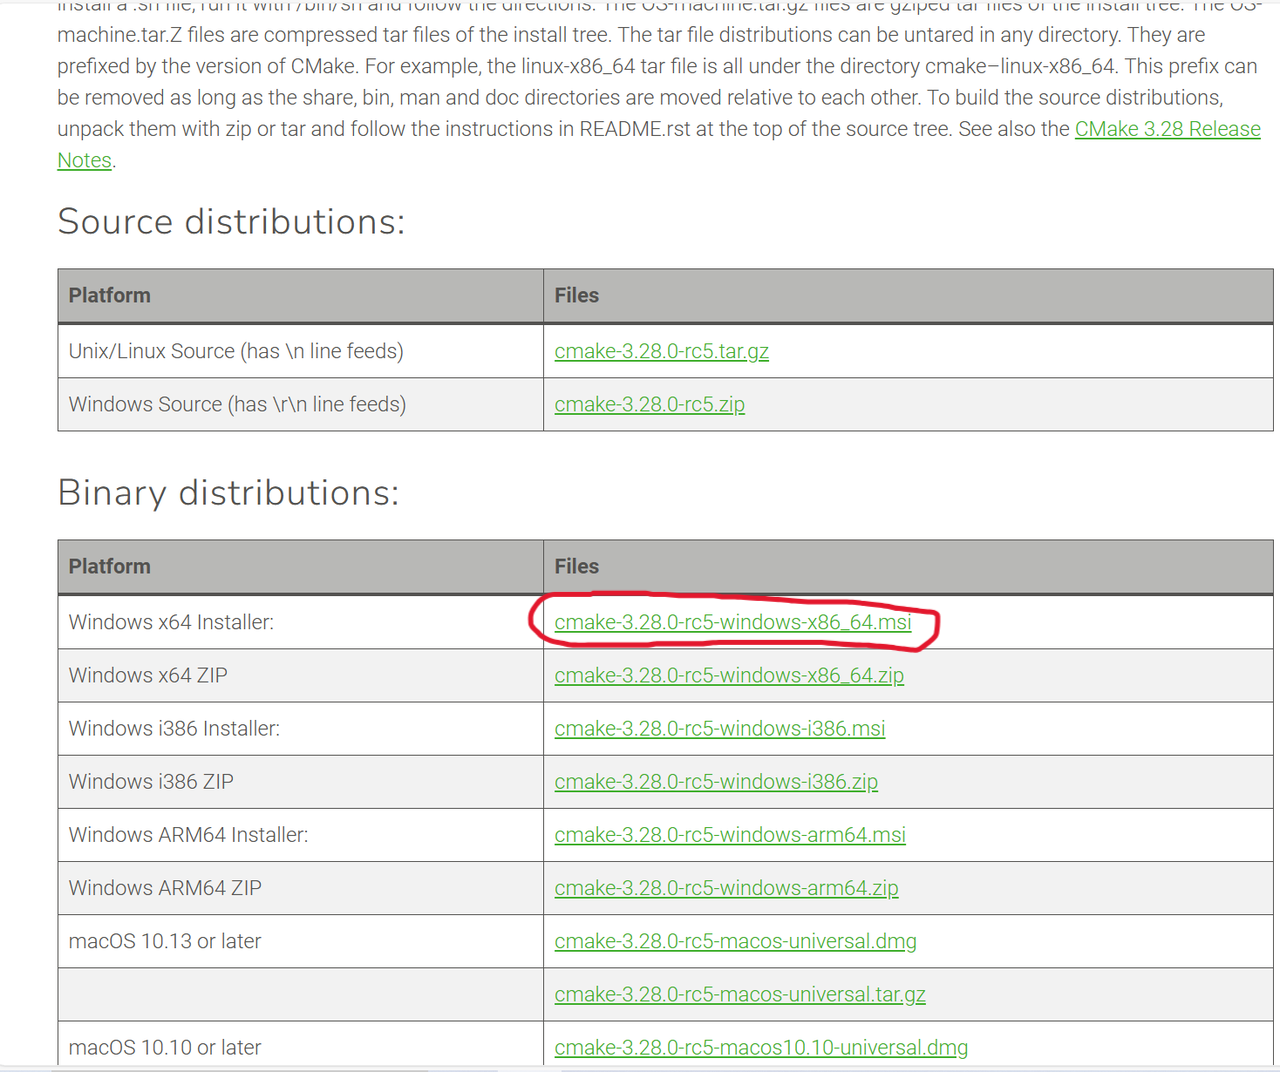 install a .sh file, run it with /bin/sh and follow the directions. The OS-machine.tar.gz files are gziped tar files of the install tree. The OS-
machine.tar.Z files are compressed tar files of the install tree. The tar file distributions can be untared in any directory. They are
prefixed by the version of CMake. For example, the linux-x86_64 tar file is all under the directory cmake–linux-x86_64. This prefix can
be removed as long as the share, bin, man and doc directories are moved relative to each other. To build the source distributions,
unpack them with zip or tar and follow the instructions in README.rst at the top of the source tree. See also the CMake 3.28 Release
Notes.
Source distributions:
Platform Files
Unix/Linux Source (has \n line feeds) cmake-3.28.0-rc5.tar.gz
Windows Source (has \r\n line feeds) cmake-3.28.0-rc5.zip
Binary distributions:
Platform Files
Windows x64 Installer: cmake-3.28.0-rc5-windows-x86_64.msi
Windows x64 ZIP cmake-3.28.0-rc5-windows-x86_64.zip
Windows i386 Installer: cmake-3.28.0-rc5-windows-i386.msi
Windows i386 ZIP cmake-3.28.0-rc5-windows-i386.zip
Windows ARM64 Installer: cmake-3.28.0-rc5-windows-arm64.msi
Windows ARM64 ZIP cmake-3.28.0-rc5-windows-arm64.zip
macOS 10.13 or later cmake-3.28.0-rc5-macos-universal.dmg
cmake-3.28.0-rc5-macos-universal.tar.gz
macOS 10.10 or later cmake-3.28.0-rc5-macos10.10-universal.dmg